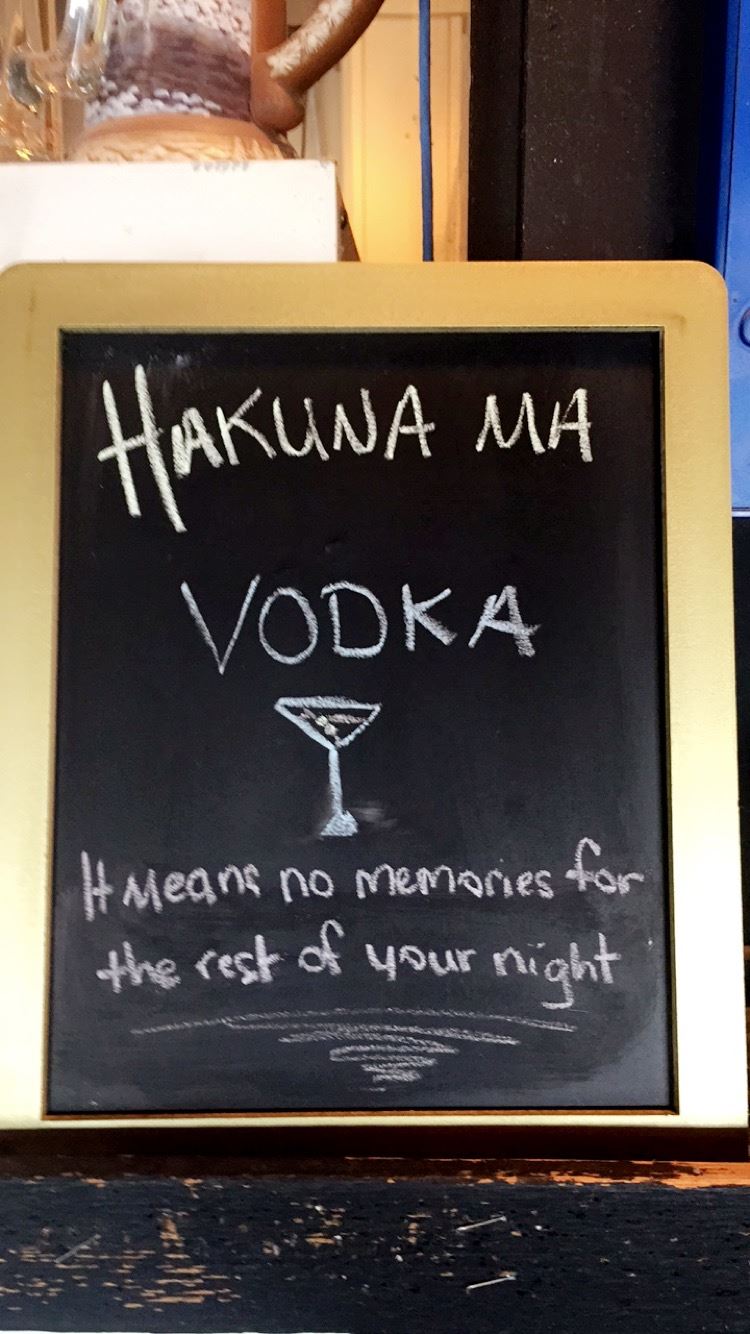 HAKUNA MA
VODKA
It Means no memories for
the rest of your night